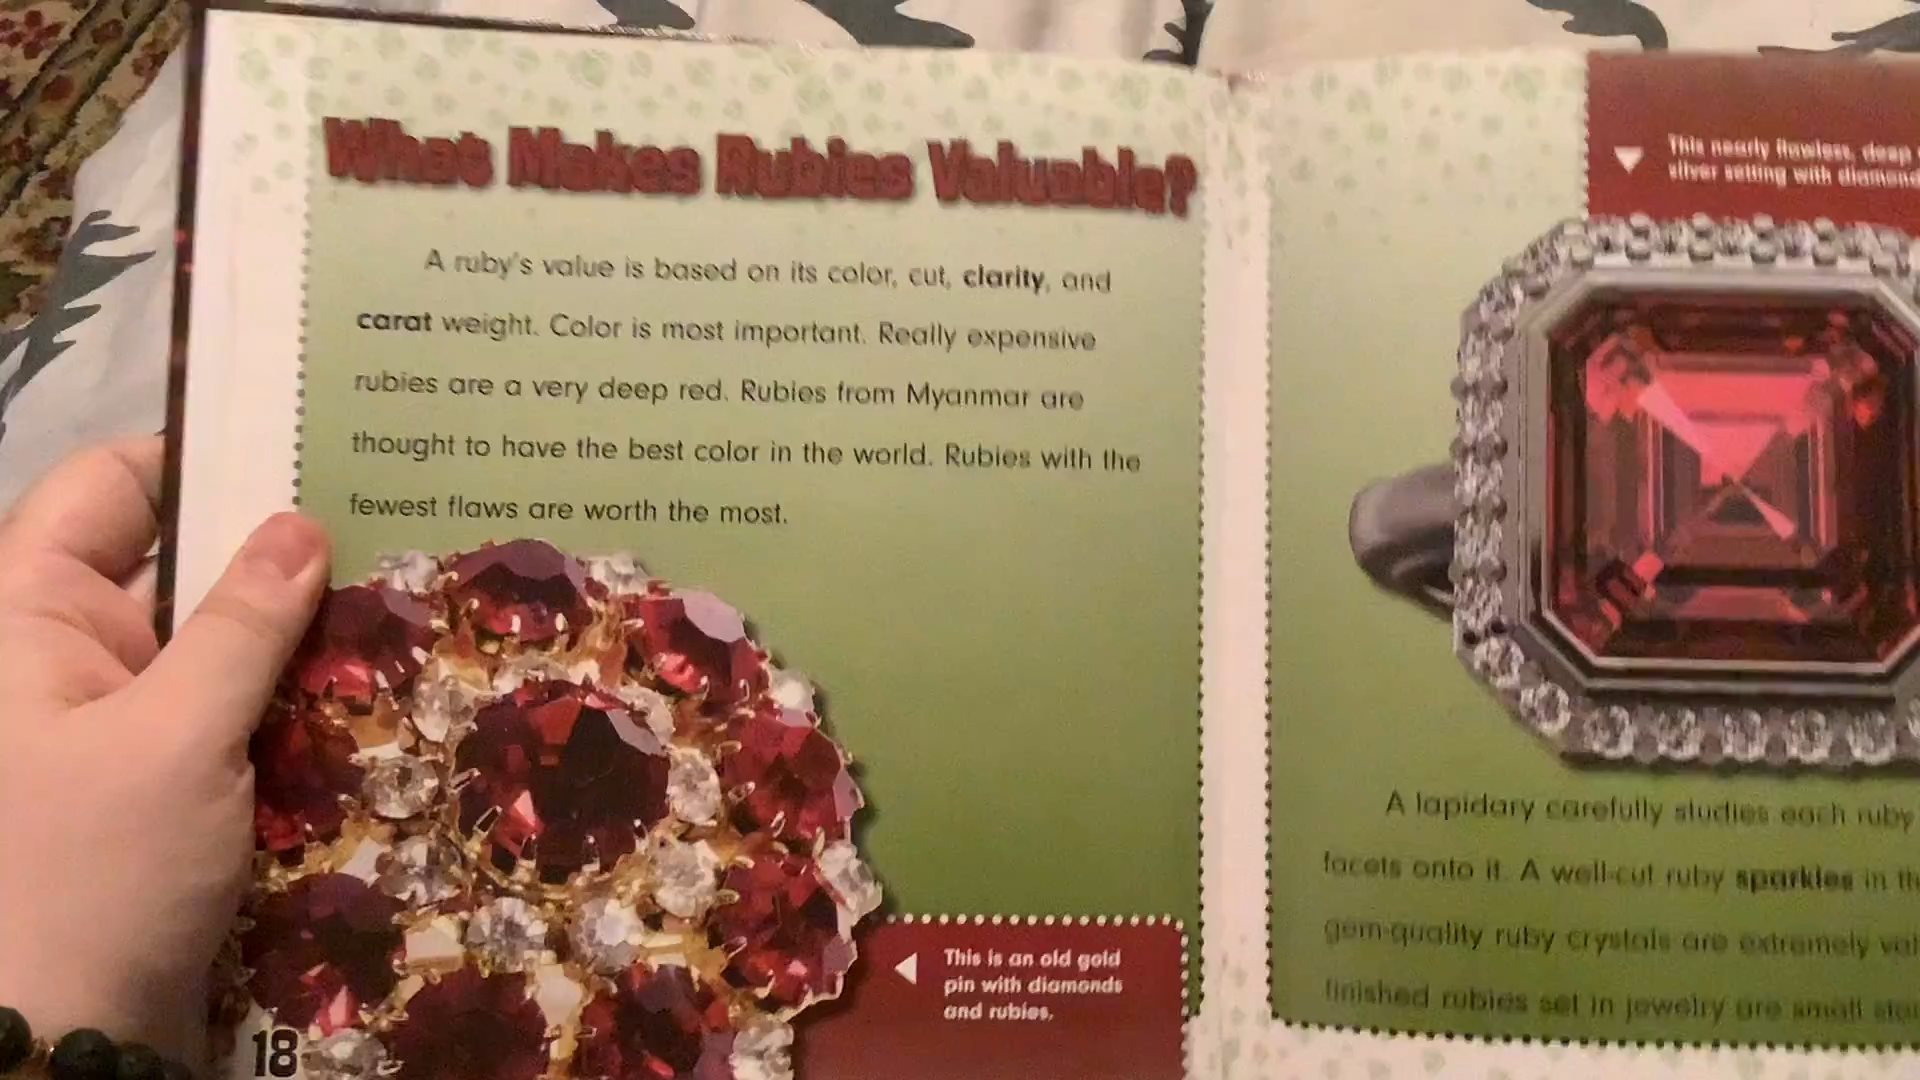 What Makes Rubies Valuable?
A ruby's value is based on its color, cut, clarity, and
carat weight. Color is most important. Really expensive
rubies are a very deep red. Rubies from Myanmar are
thought to have the best color in the world. Rubies with the
fewest flaws are worth the most.
This is an old gold
pin with diamonds
and rubies.
18
This nearly flawless, deep
silver setting with diamond
A lapidary carefully studies each ruby
facets onto it. A well-cut ruby sparkles in
gem-quality ruby crystals are extremely
finished rubies set in jewelry are small